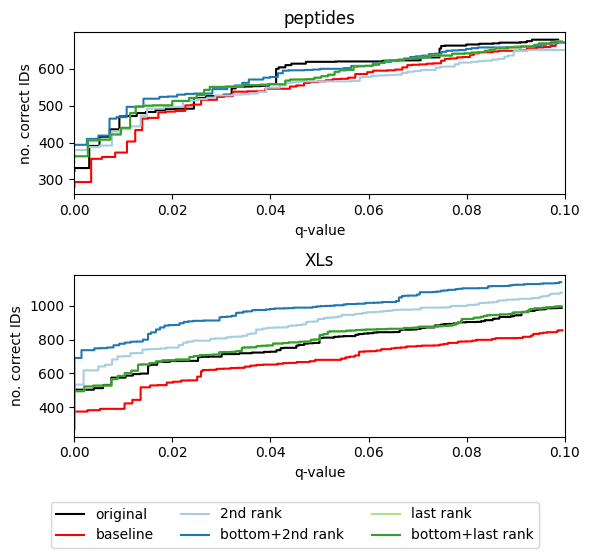 peptides
no. correct IDs
600
500
400
300
0.00 0.02 0.04 0.06 0.08 0.10
q-value
XLs
no. correct IDs
1000
800
600
400
0.00 0.02 0.04 0.06 0.08 0.10
q-value
original 2nd rank last rank
baseline bottom+2nd rank bottom+last rank